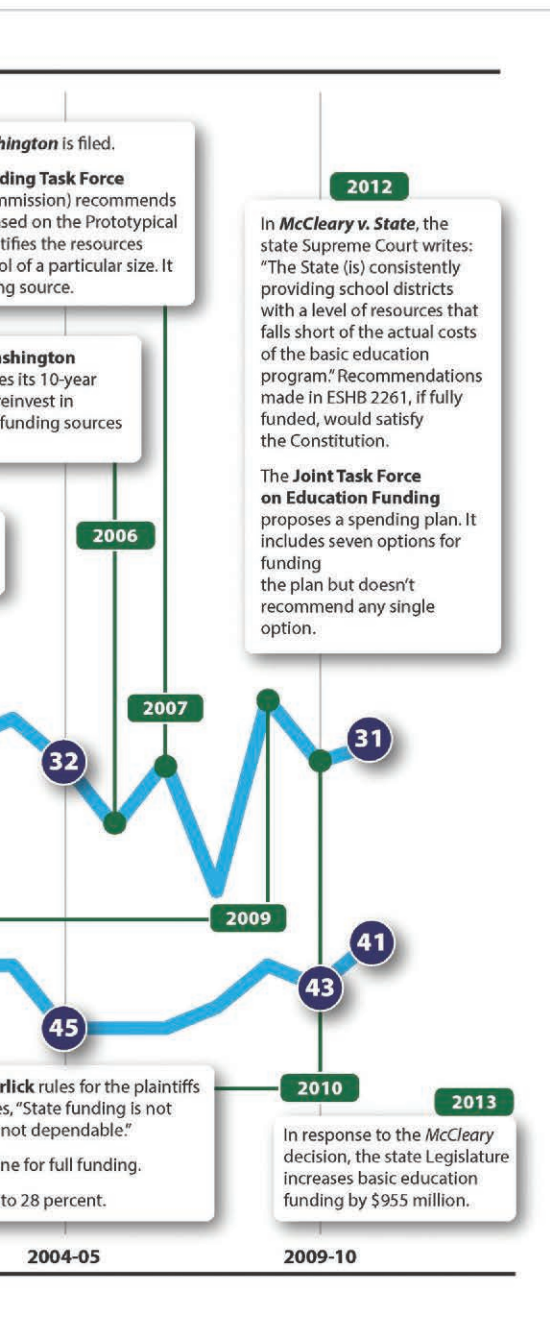 hington is filed.
ding Task Force
nmission) recommends
ased on the Prototypical
tifies the resources
ol of a particular size. It
ng source.
ashington
es its 10-year
reinvest in
funding sources
2006
2007
2012
In McCleary v. State, the
state Supreme Court writes:
“The State (is) consistently
providing school districts
with a level of resources that
falls short of the actual costs
of the basic education
program.” Recommendations
made in ESHB 2261, if fully
funded, would satisfy
the Constitution.
The Joint Task Force
on Education Funding
proposes a spending plan. It
includes seven options for
funding
the plan but doesn’t
recommend any single
option.
32
31
2009
41
43
45
rlick rules for the plaintiffs
es, “State funding is not
not dependable.”
ne for full funding.
to 28 percent.
2010
2013
In response to the McCleary
decision, the state Legislature
increases basic education
funding by $955 million.
2004-05
2009-10